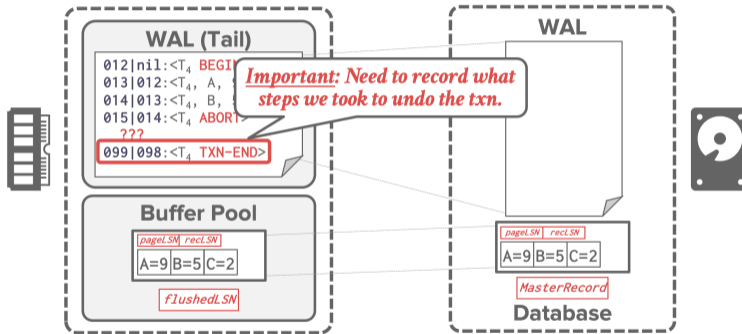 WAL (Tail)
012|nil:<T4 BEGIN
013|012:<T4, A,
014|013:<T4, B,
015|014:<T4 ABORT>
???
099|098:<T4 TXN-END>
Important: Need to record what
steps we took to undo the txn.
Buffer Pool
pageLSN recLSN
A=9 B=5 C=2
flushedLSN
WAL
pageLSN recLSN
A=9 B=5 C=2
MasterRecord
Database